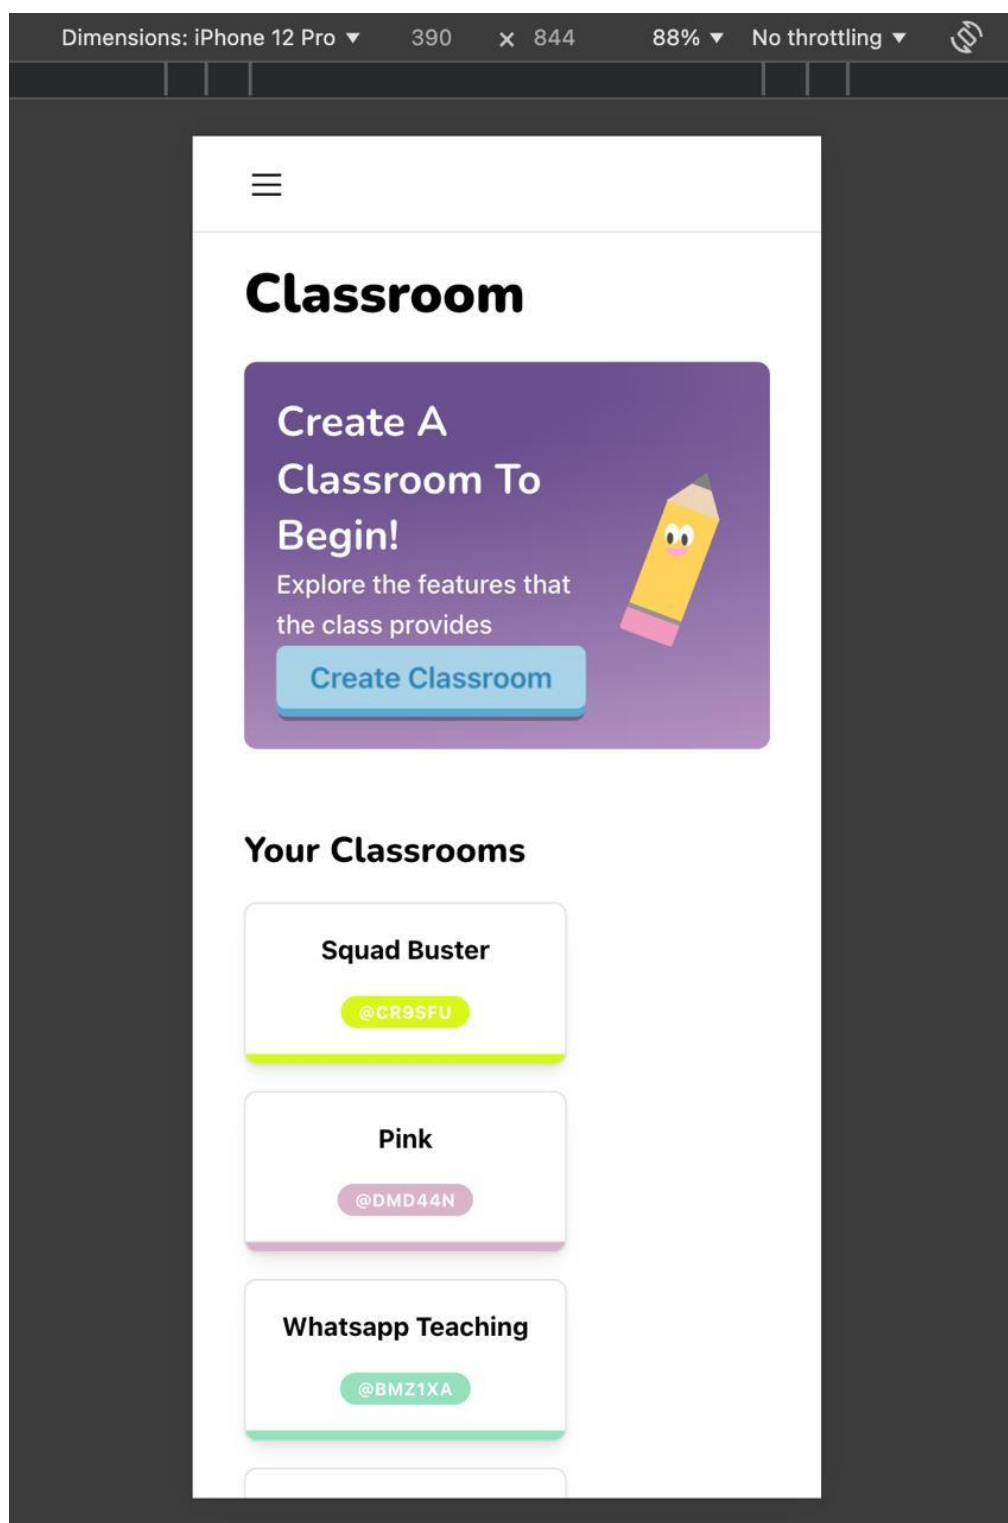 Dimensions: iPhone 12 Pro ▼ 390 × 844 88% ▼ No throttling ▼
Classroom
Create A
Classroom To
Begin!
Explore the features that
the class provides
Create Classroom
Your Classrooms
Squad Buster
@CR9SFU
Pink
@DMD44N
Whatsapp Teaching
@BMZ1XA